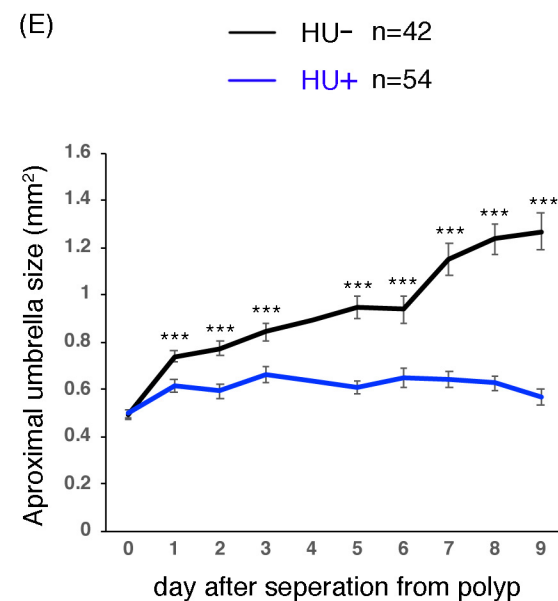 (E)
HU− n=42
HU+ n=54
Aproximal umbrella size (mm²)
1.6
1.4
1.2
1
0.8
0.6
0.4
0.2
0
***
***
***
***
***
***
***
***
0 1 2 3 4 5 6 7 8 9
day after seperation from polyp